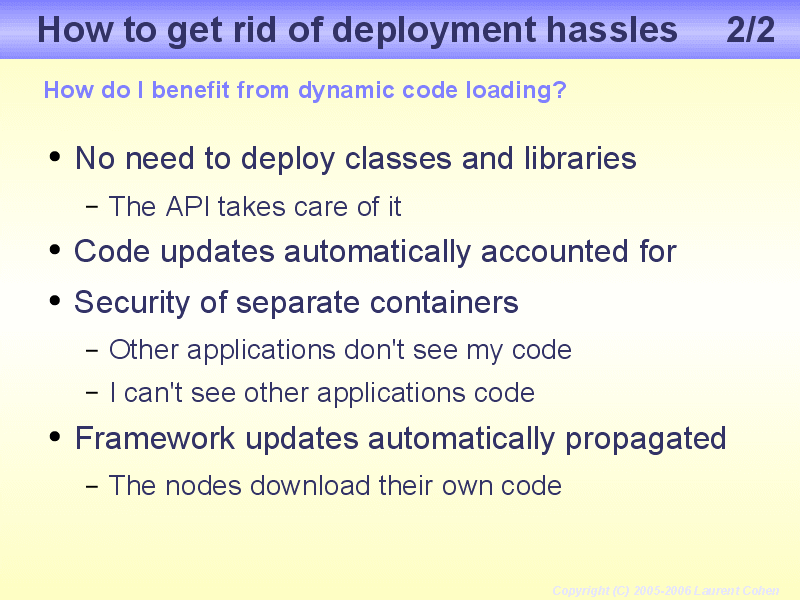 How to get rid of deployment hassles 2/2
How do I benefit from dynamic code loading?
• No need to deploy classes and libraries
– The API takes care of it
• Code updates automatically accounted for
• Security of separate containers
– Other applications don't see my code
– I can't see other applications code
• Framework updates automatically propagated
– The nodes download their own code
Copyright (C) 2005-2006 Laurent Cohen